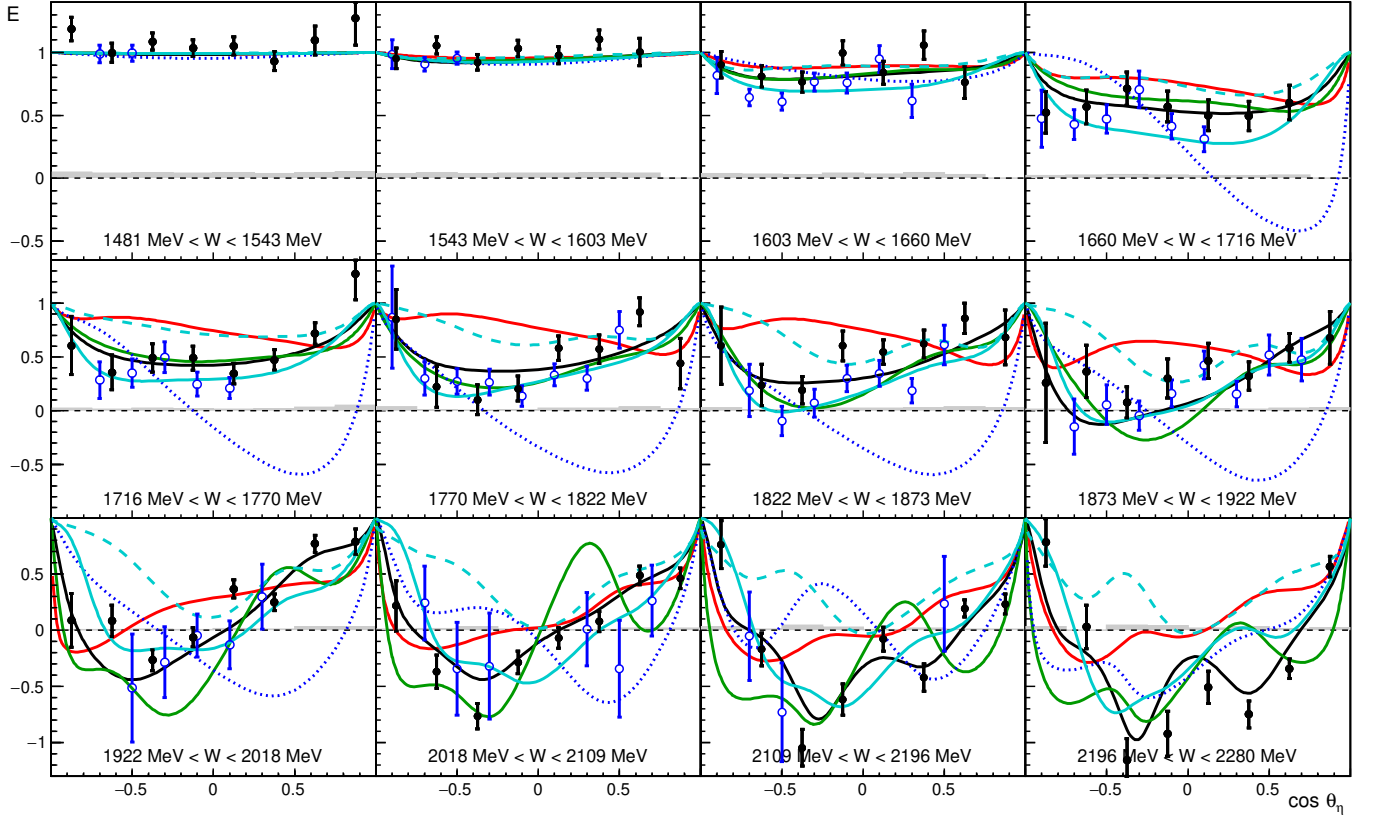 E
1
0.5
0
−0.5
1481 MeV < W < 1543 MeV
1543 MeV < W < 1603 MeV
1603 MeV < W < 1660 MeV
1660 MeV < W < 1716 MeV
1
0.5
0
−0.5
1716 MeV < W < 1770 MeV
1770 MeV < W < 1822 MeV
1822 MeV < W < 1873 MeV
1873 MeV < W < 1922 MeV
0.5
0
−0.5
−1
1922 MeV < W < 2018 MeV
2018 MeV < W < 2109 MeV
2109 MeV < W < 2196 MeV
2196 MeV < W < 2280 MeV
−0.5 0 0.5 −0.5 0 0.5 −0.5 0 0.5 −0.5 0 0.5
cos θη